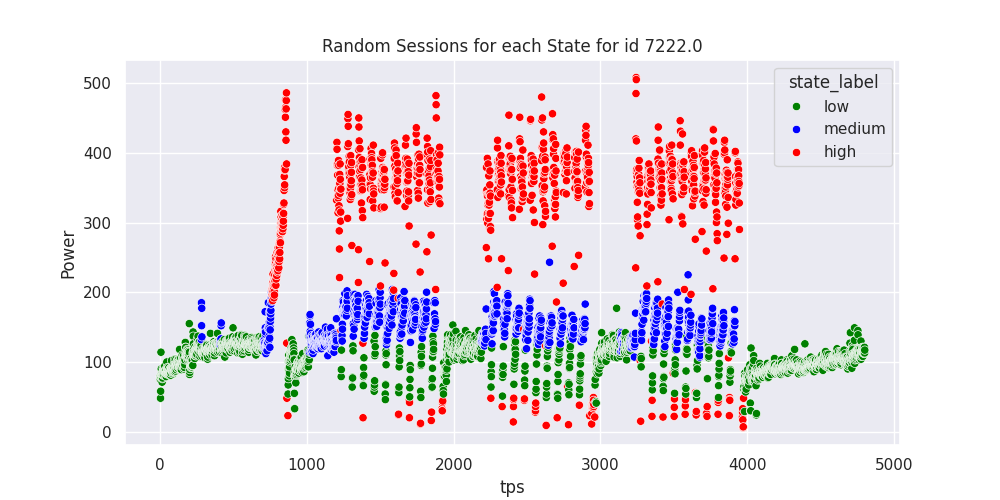 Random Sessions for each State for id 7222.0
Power
500
400
300
200
100
0
state_label
low
medium
high
0
1000
2000
3000
4000
5000
tps